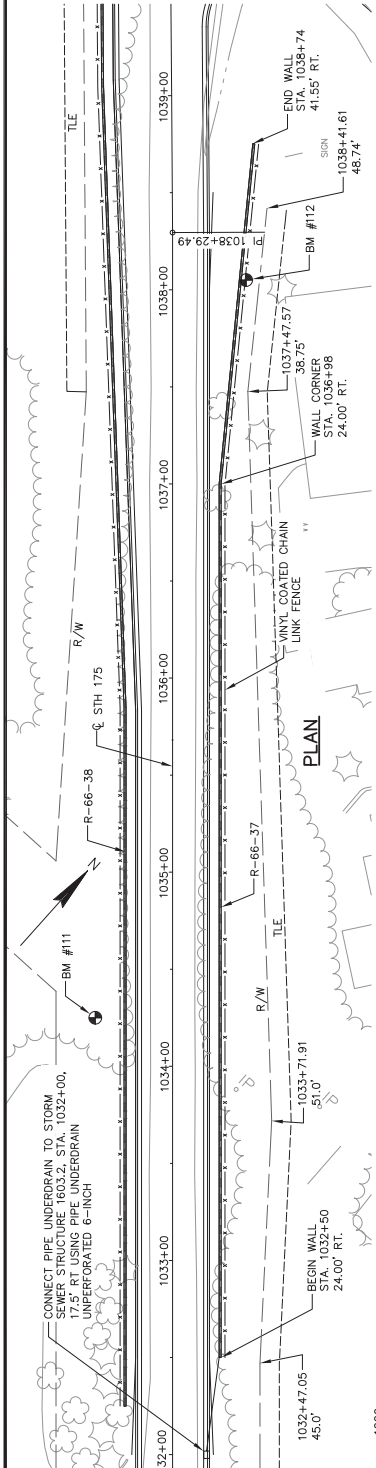 CONNECT PIPE UNDERDRAIN TO STORM
SEWER STRUCTURE 1603.2, STA. 1032+00,
17.5' RT USING PIPE UNDERDRAIN
UNPERFORATED 6-INCH
BM #111
N
R-66-38
℄ STH 175
R/W
TLE
32+00
1033+00
1034+00
1035+00
1036+00
1037+00
1038+00
1039+00
PI 1038+29.49
1032+47.05
45.0'
BEGIN WALL
STA. 1032+50
24.00' RT.
1033+71.91
51.0'
R/W
TLE
R-66-37
VINYL COATED CHAIN
LINK FENCE
WALL CORNER
STA. 1036+98
24.00' RT.
1037+47.57
38.75'
BM #112
1038+41.61
48.74'
SIGN
END WALL
STA. 1038+74
41.55' RT.
PLAN